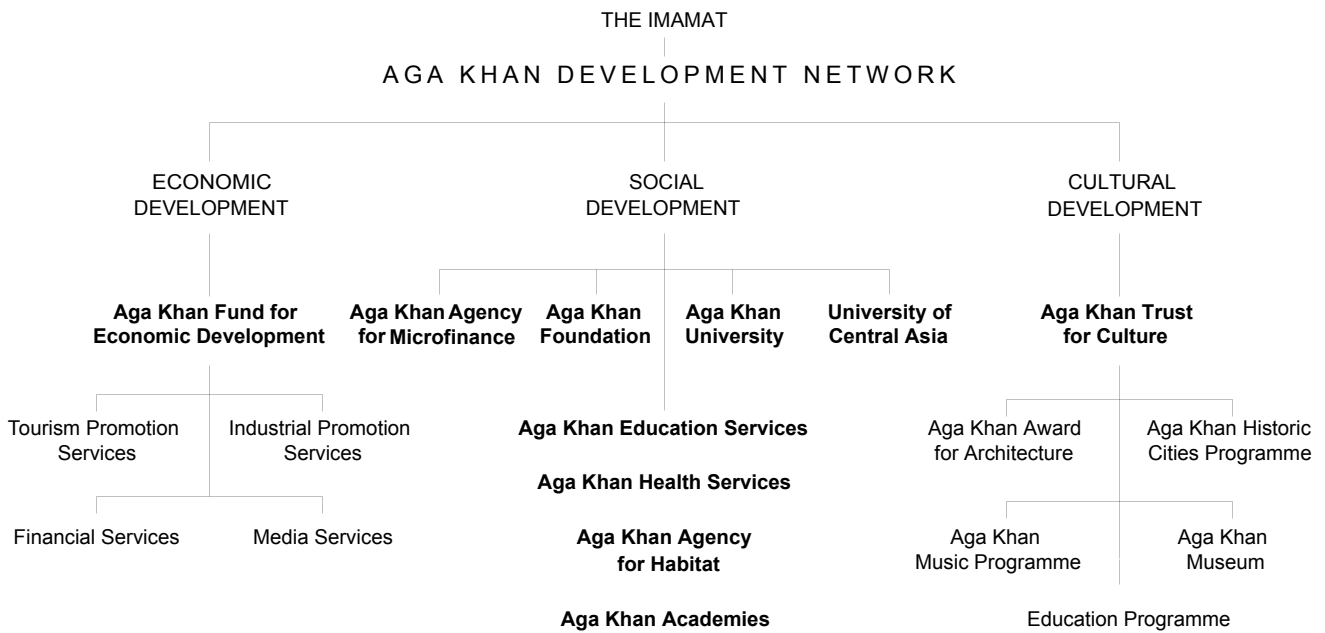 THE IMAMAT
AGA KHAN DEVELOPMENT NETWORK
ECONOMIC
DEVELOPMENT
SOCIAL
DEVELOPMENT
CULTURAL
DEVELOPMENT
Aga Khan Fund for
Economic Development
Aga Khan Agency
for Microfinance
Aga Khan
Foundation
Aga Khan
University
University of
Central Asia
Aga Khan Trust
for Culture
Tourism Promotion
Services
Industrial Promotion
Services
Aga Khan Education Services
Aga Khan Award
for Architecture
Aga Khan Historic
Cities Programme
Aga Khan Health Services
Financial Services
Media Services
Aga Khan Agency
for Habitat
Aga Khan
Music Programme
Aga Khan
Museum
Aga Khan Academies
Education Programme